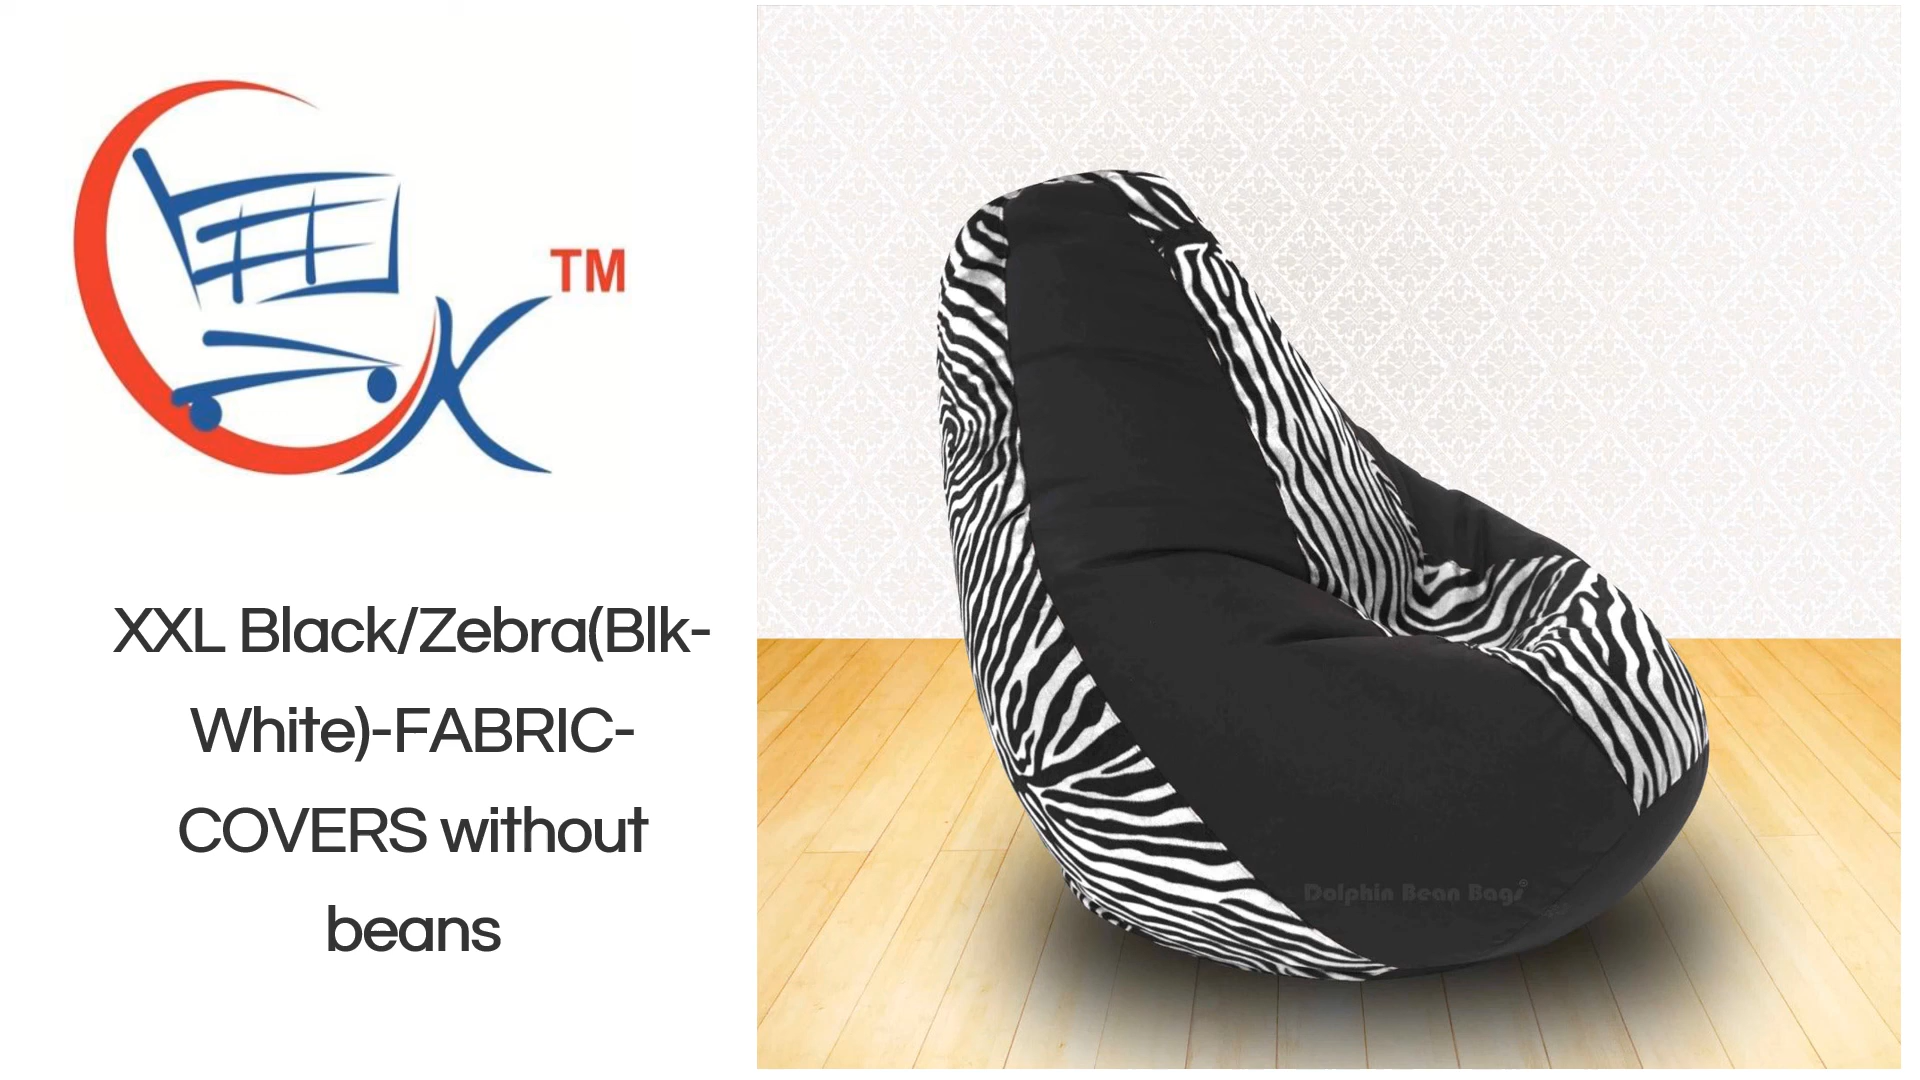 TM
XXL Black/Zebra(Blk-
White)-FABRIC-
COVERS without
beans
Dolphin Bean Bags®